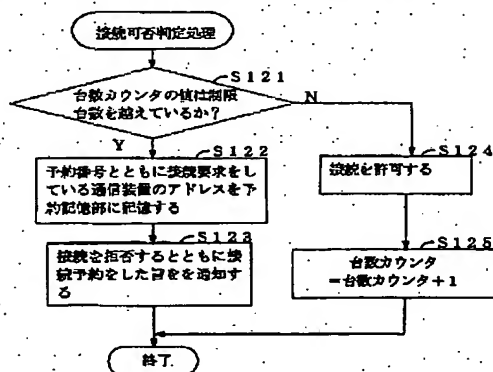 接続可否判定処理
S121
台数カウンタの値は制限
台数を越えているか?
N
Y
S122
予約番号とともに接続要求をし
ている通信装置のアドレスを予
約記憶部に記憶する
S124
接続を許可する
S123
接続を拒否するとともに接
続予約をした旨をを通知す
る
S125
台数カウンタ
=台数カウンタ+1
終了